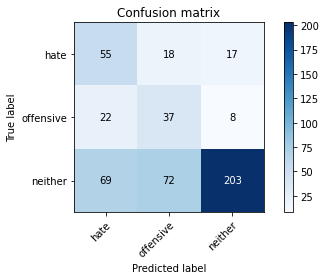 Confusion matrix
hate 55 18 17
offensive 22 37 8
neither 69 72 203
hate offensive neither
True label
Predicted label
200
175
150
125
100
75
50
25